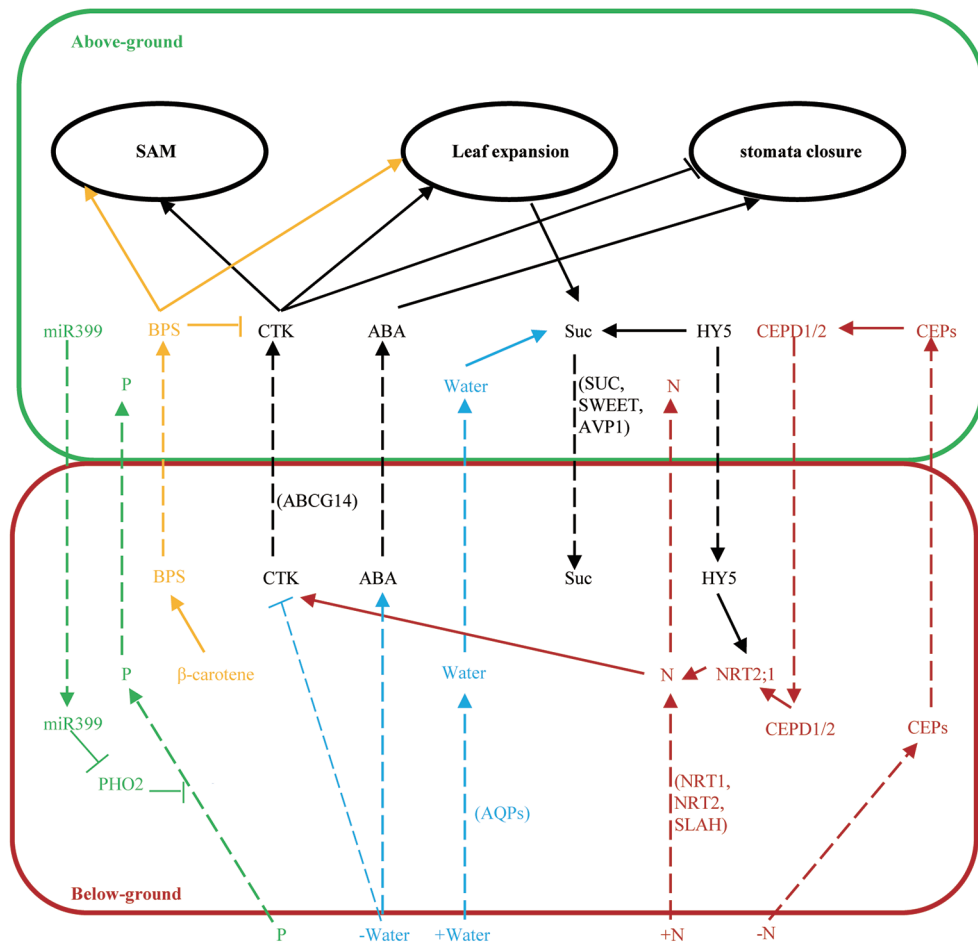 Above-ground
SAM
Leaf expansion
stomata closure
miR399
BPS
CTK
ABA
Suc
HY5
CEPD1/2
CEPs
P
Water
(SUC,
SWEET,
AVP1)
N
(ABCG14)
BPS
CTK
ABA
Suc
HY5
P
β-carotene
Water
N
NRT2;1
miR399
CEPD1/2
CEPs
PHO2
(AQPs)
(NRT1,
NRT2,
SLAH)
Below-ground
P
-Water
+Water
+N
-N